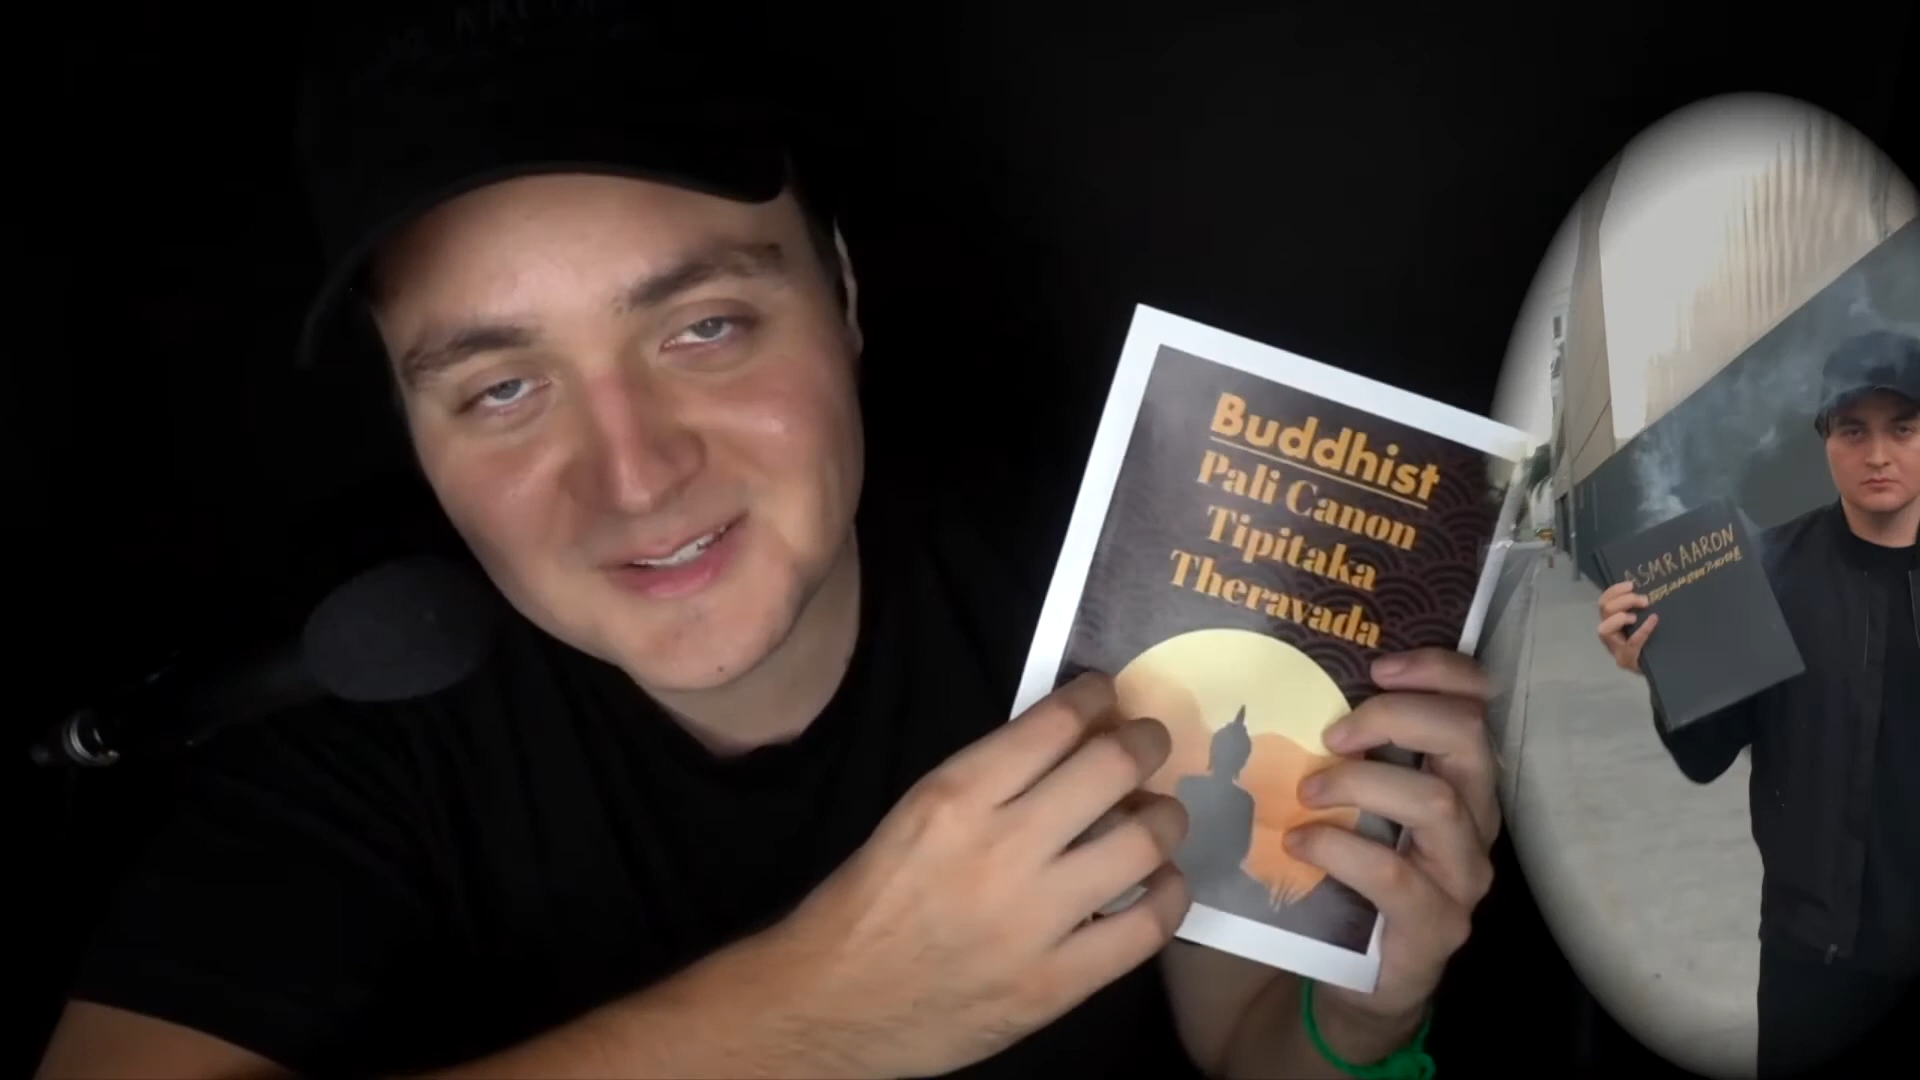 Buddhist
Pali Canon
Tipitaka
Theravada
ASMR AARON